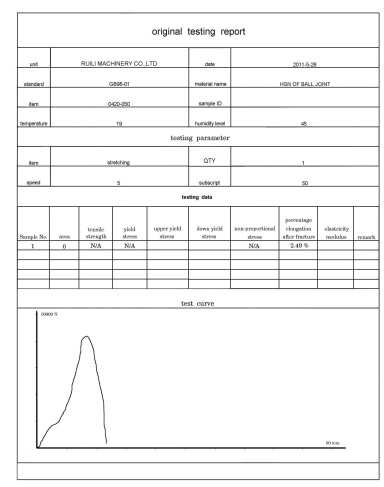 original testing report
unit RUILI MACHINERY CO.,LTD date 2011-5-26
standard GB98-01 material name HSN OF BALL JOINT
item 0420-050 sample ID
temperature 19 humidity level 45
testing parameter
item stretching QTY 1
speed 5 subscript 50
testing data
Sample No. area tensile strength yield stress upper yield stress down yield stress non-proportional stress percentage elongation after fracture elastricity modulus remark
1 0 N/A N/A N/A 2.49 %
test curve
50000 N
50 mm